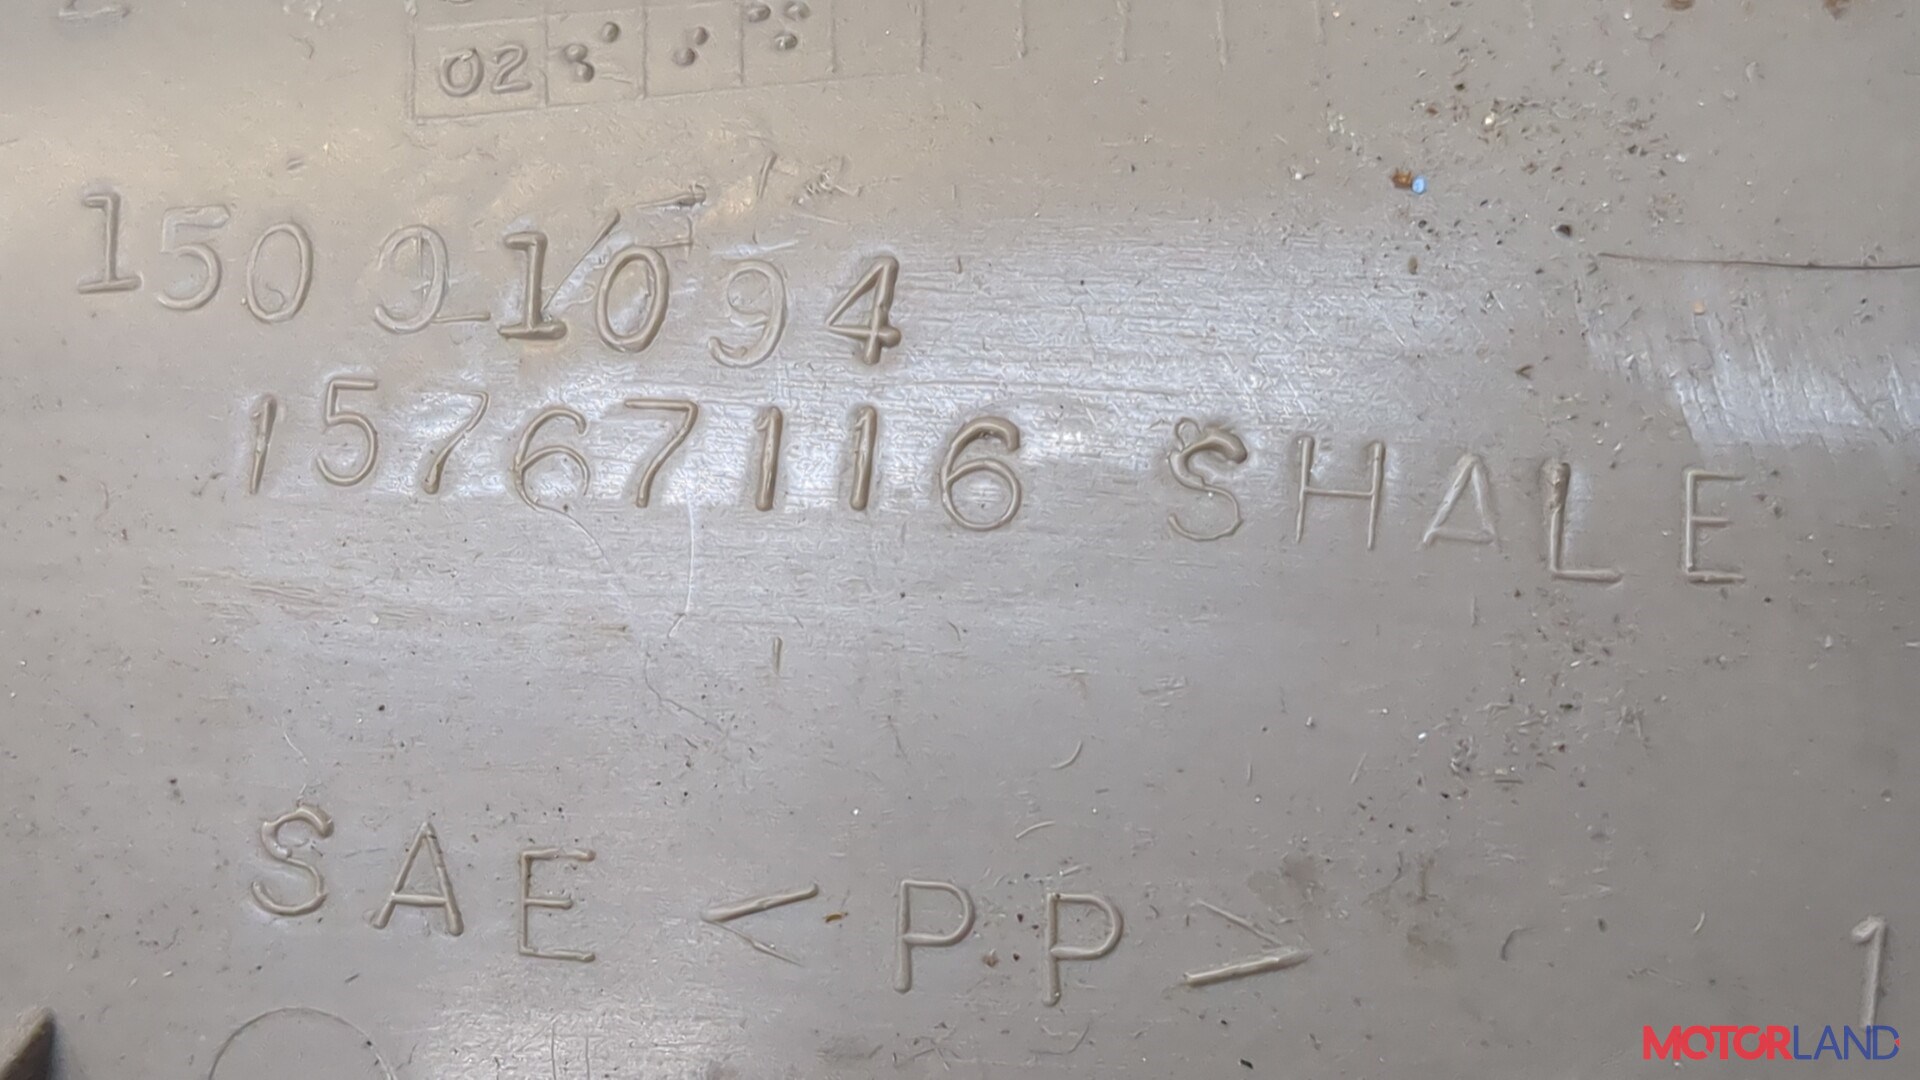 02
15091094
15767116 SHALE
SAE <PP>
1
MOTORLAND